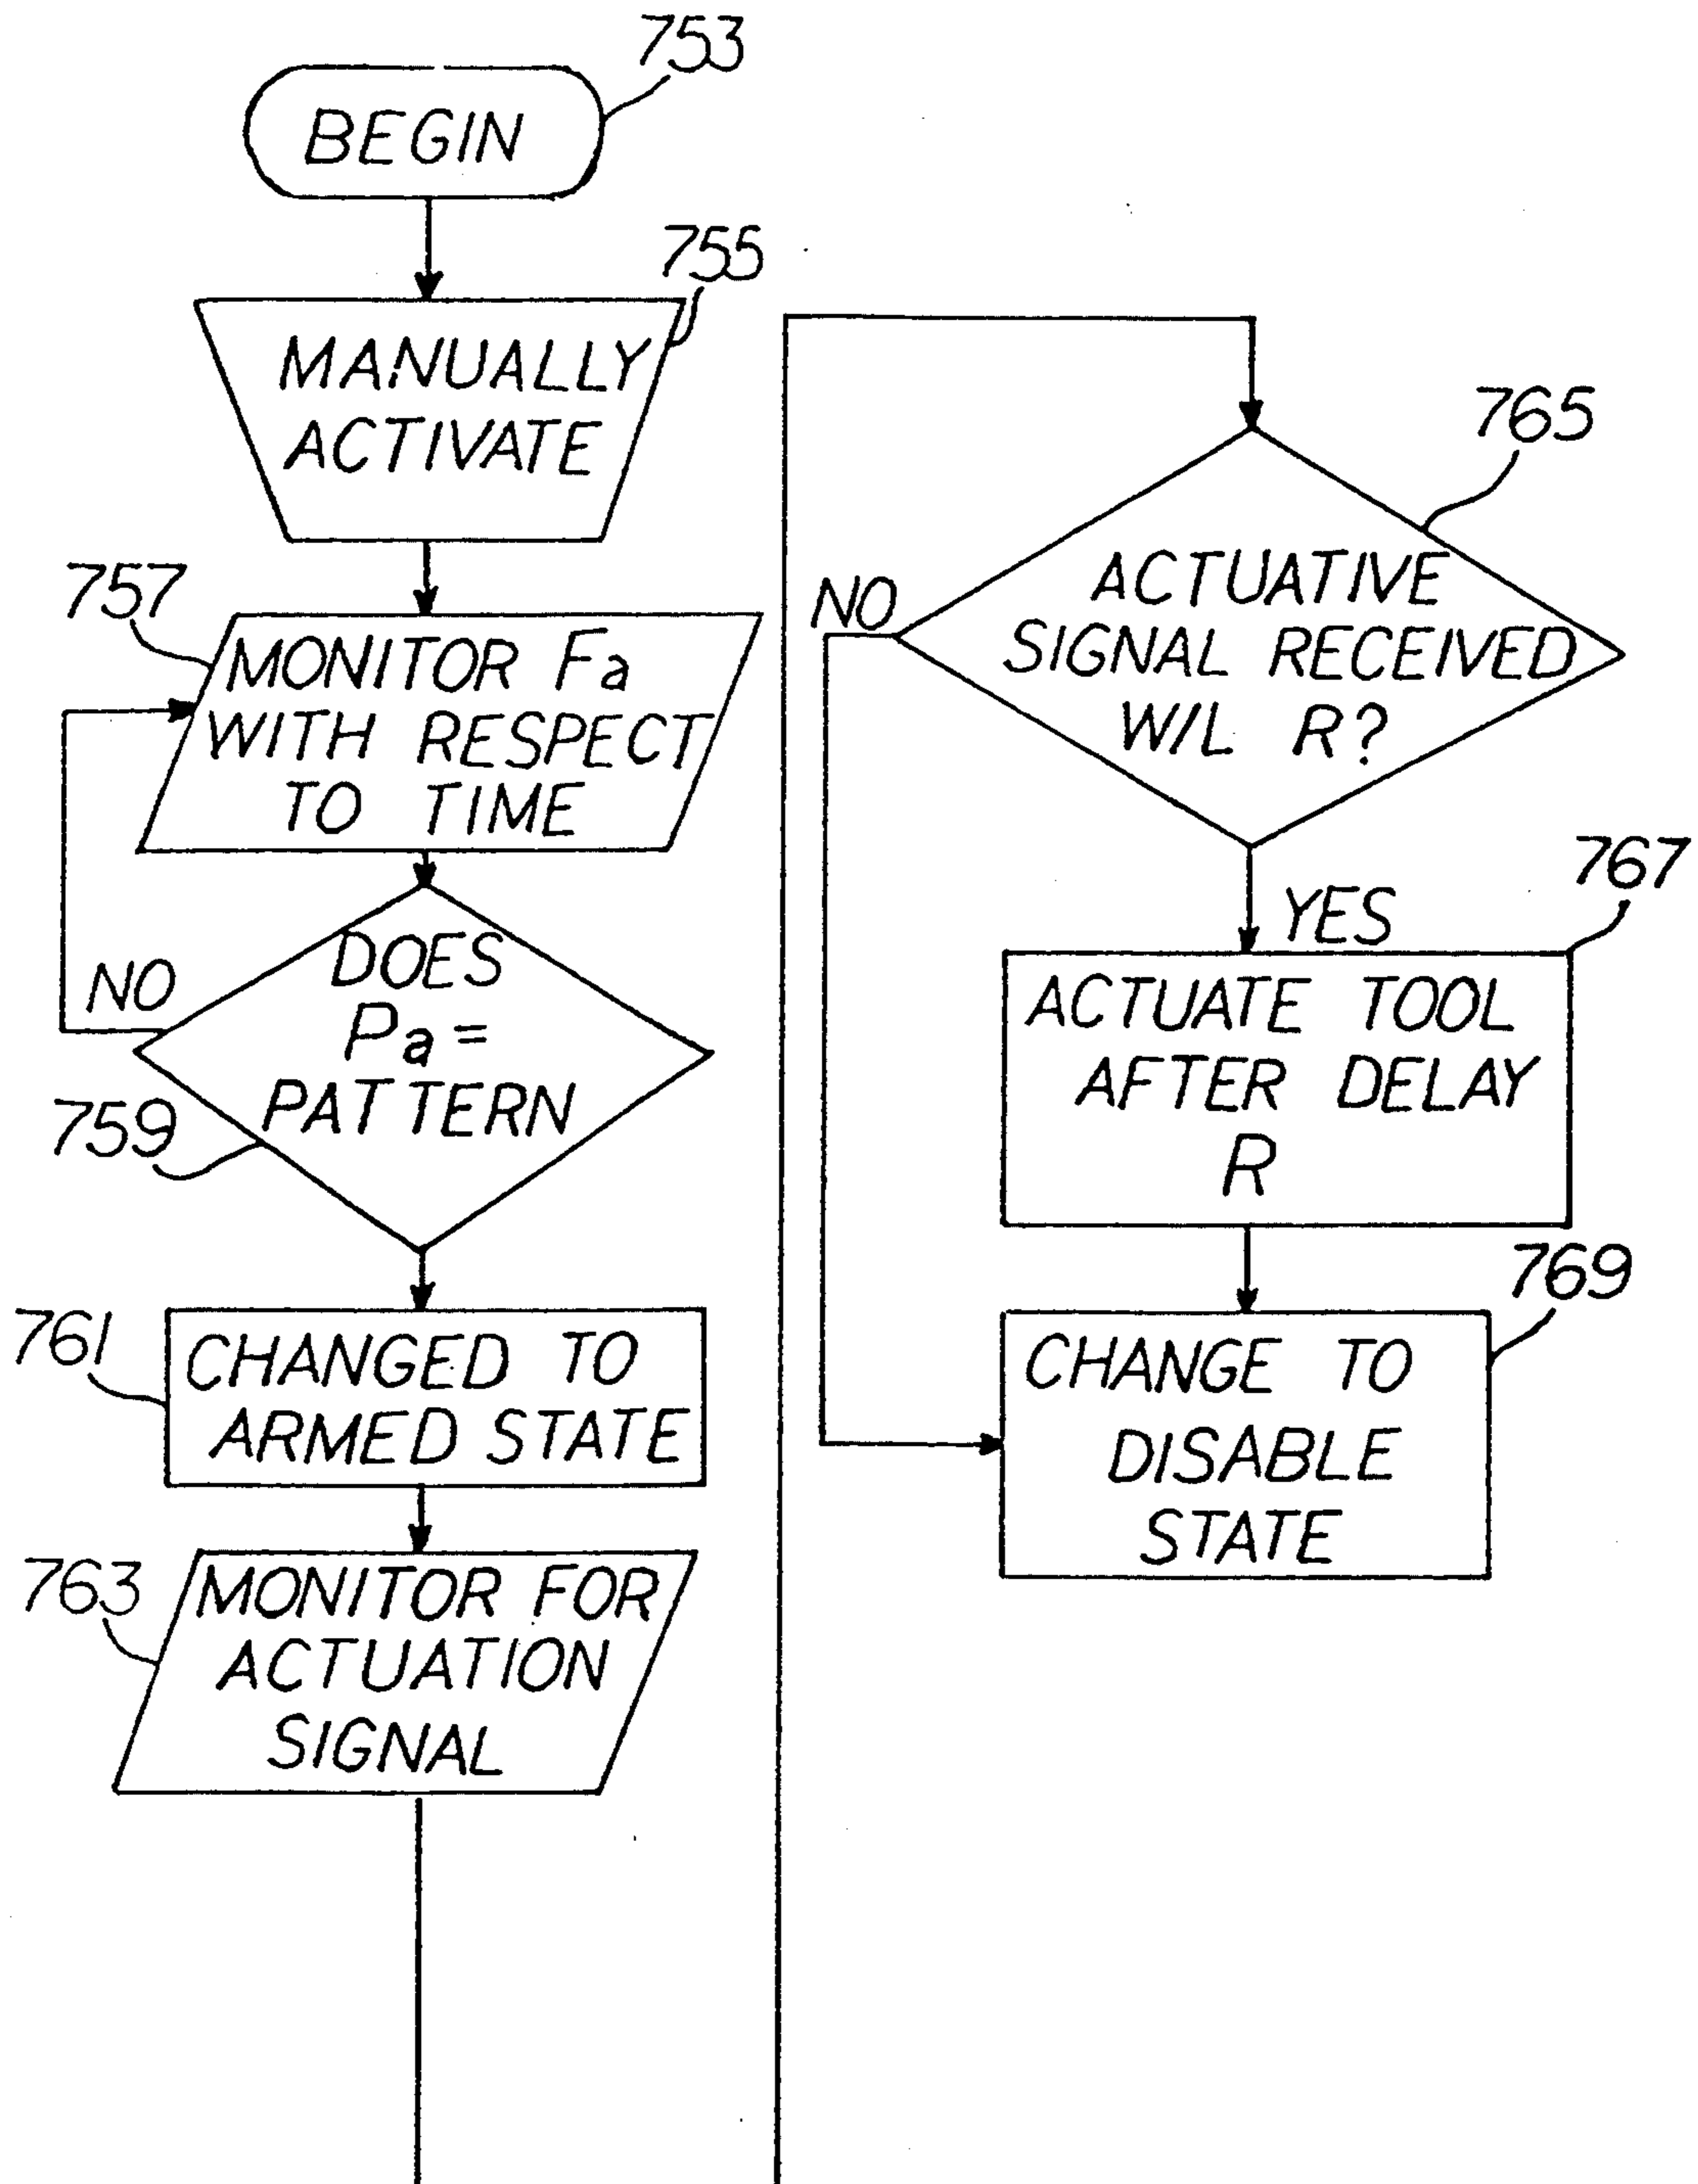 753
BEGIN
755
MANUALLY
ACTIVATE
757
MONITOR Fa
WITH RESPECT
TO TIME
NO
DOES
Pa =
PATTERN
759
761
CHANGED TO
ARMED STATE
763
MONITOR FOR
ACTUATION
SIGNAL
765
NO
ACTUATIVE
SIGNAL RECEIVED
W/L R?
YES
767
ACTUATE TOOL
AFTER DELAY
R
769
CHANGE TO
DISABLE
STATE